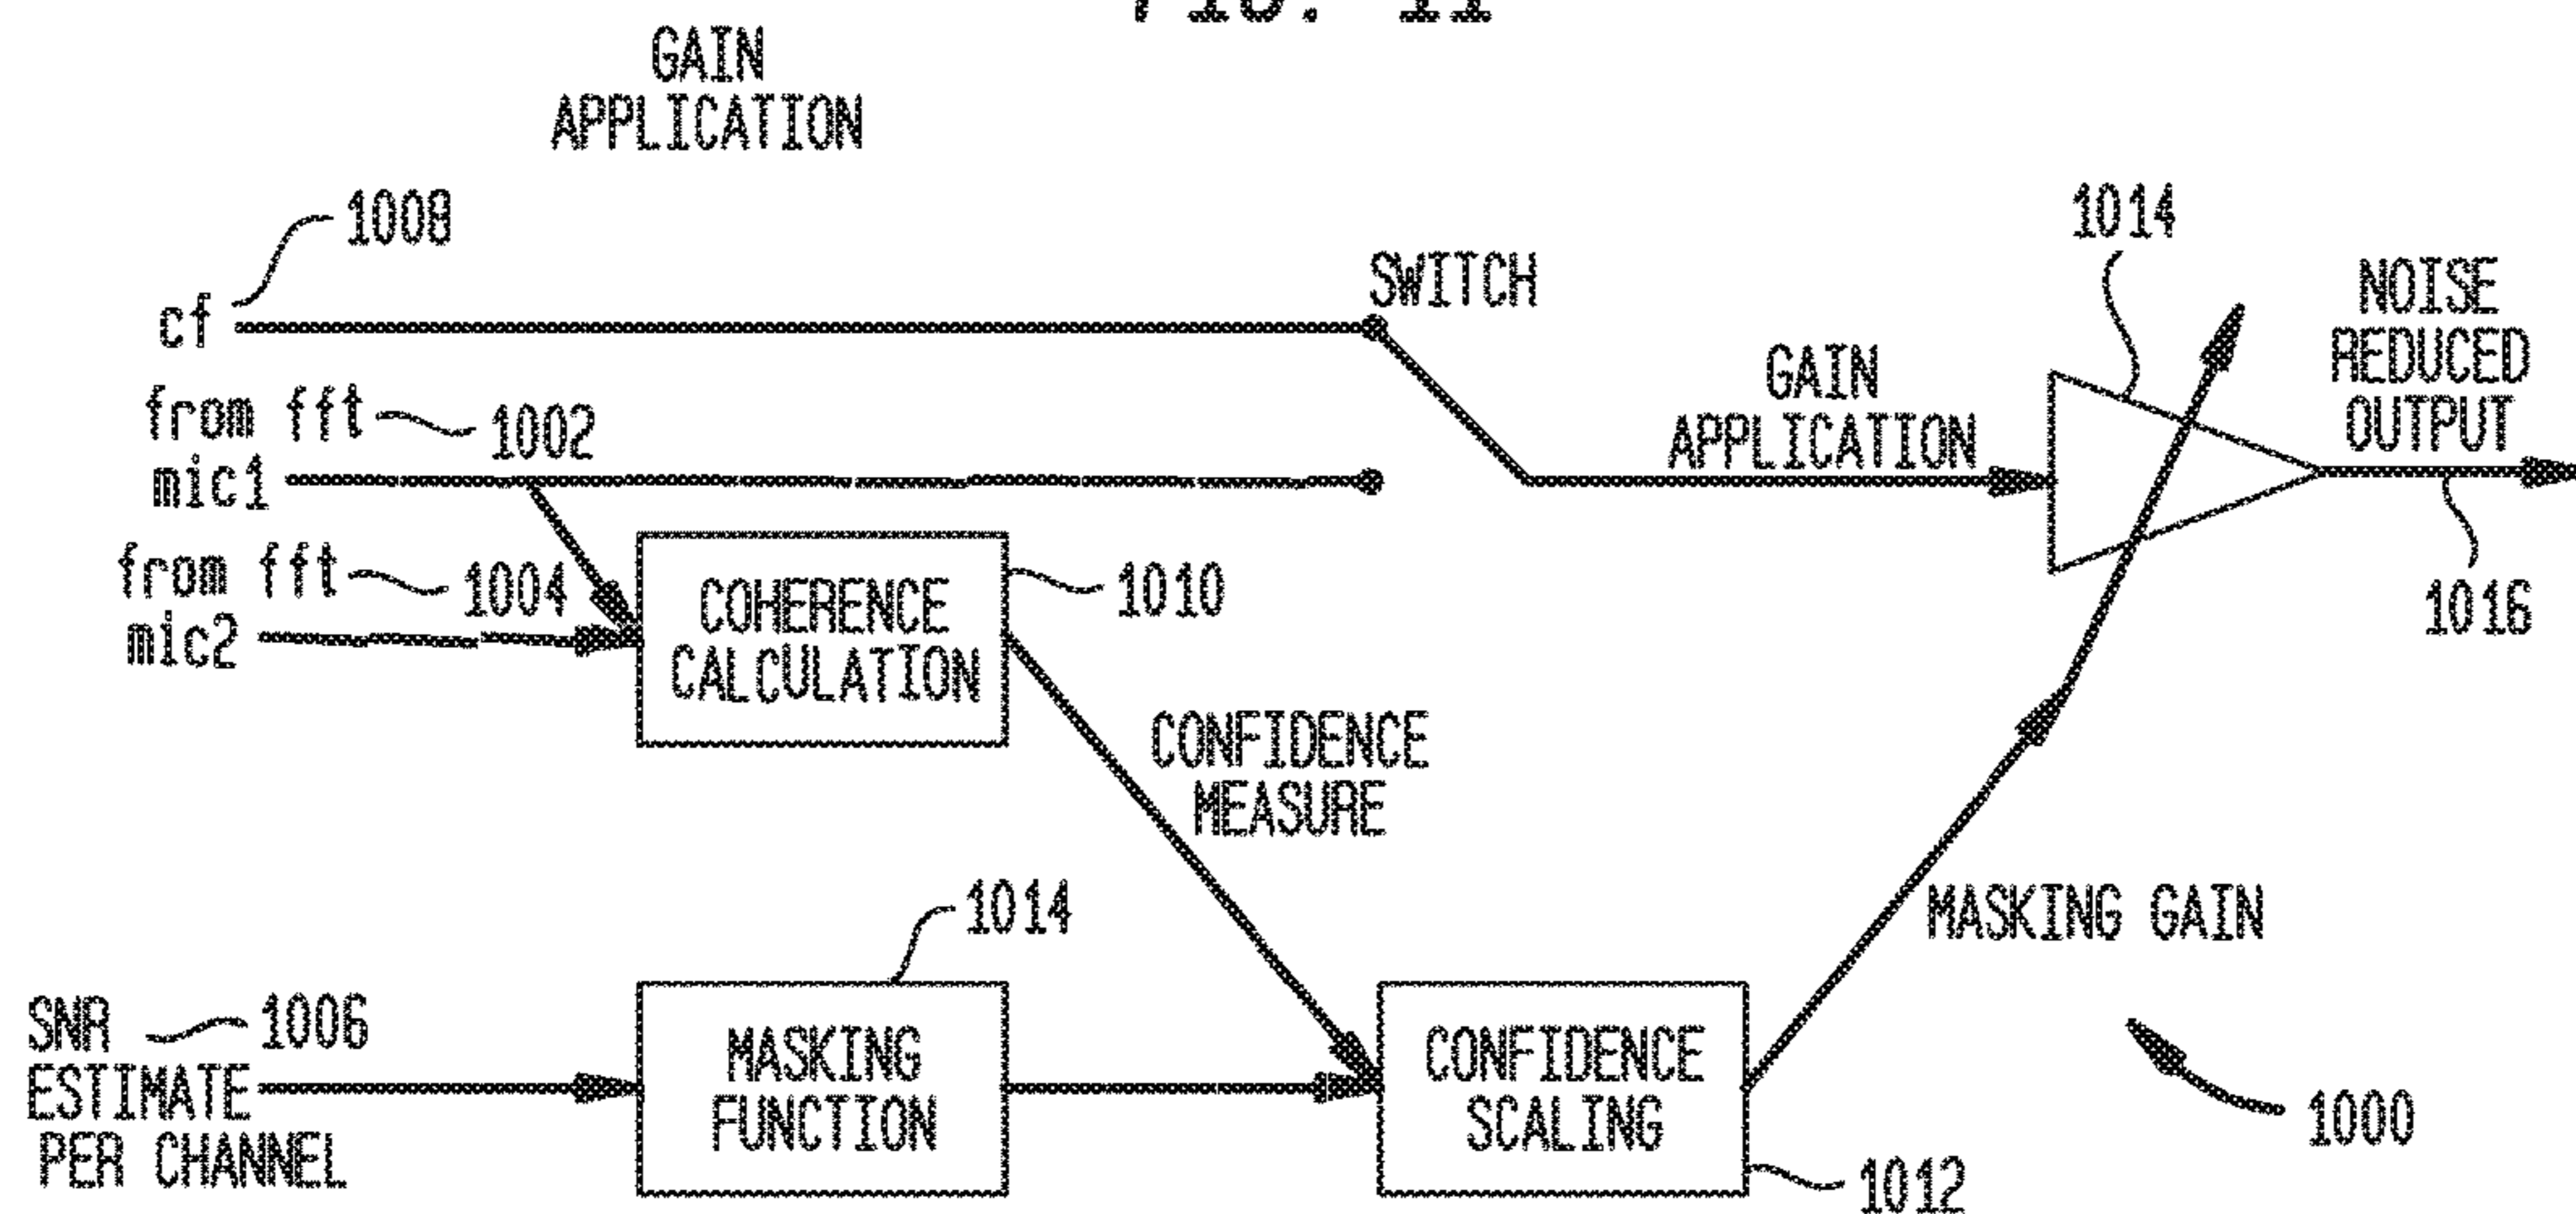 FIG. 11
GAIN
APPLICATION
1008
cf
SWITCH
1014
NOISE
REDUCED
OUTPUT
from fft
1002
mic1
GAIN
APPLICATION
from fft
1004
mic2
COHERENCE
CALCULATION
1010
1016
CONFIDENCE
MEASURE
MASKING GAIN
1014
SNR
1006
ESTIMATE
PER CHANNEL
MASKING
FUNCTION
CONFIDENCE
SCALING
1012
1000